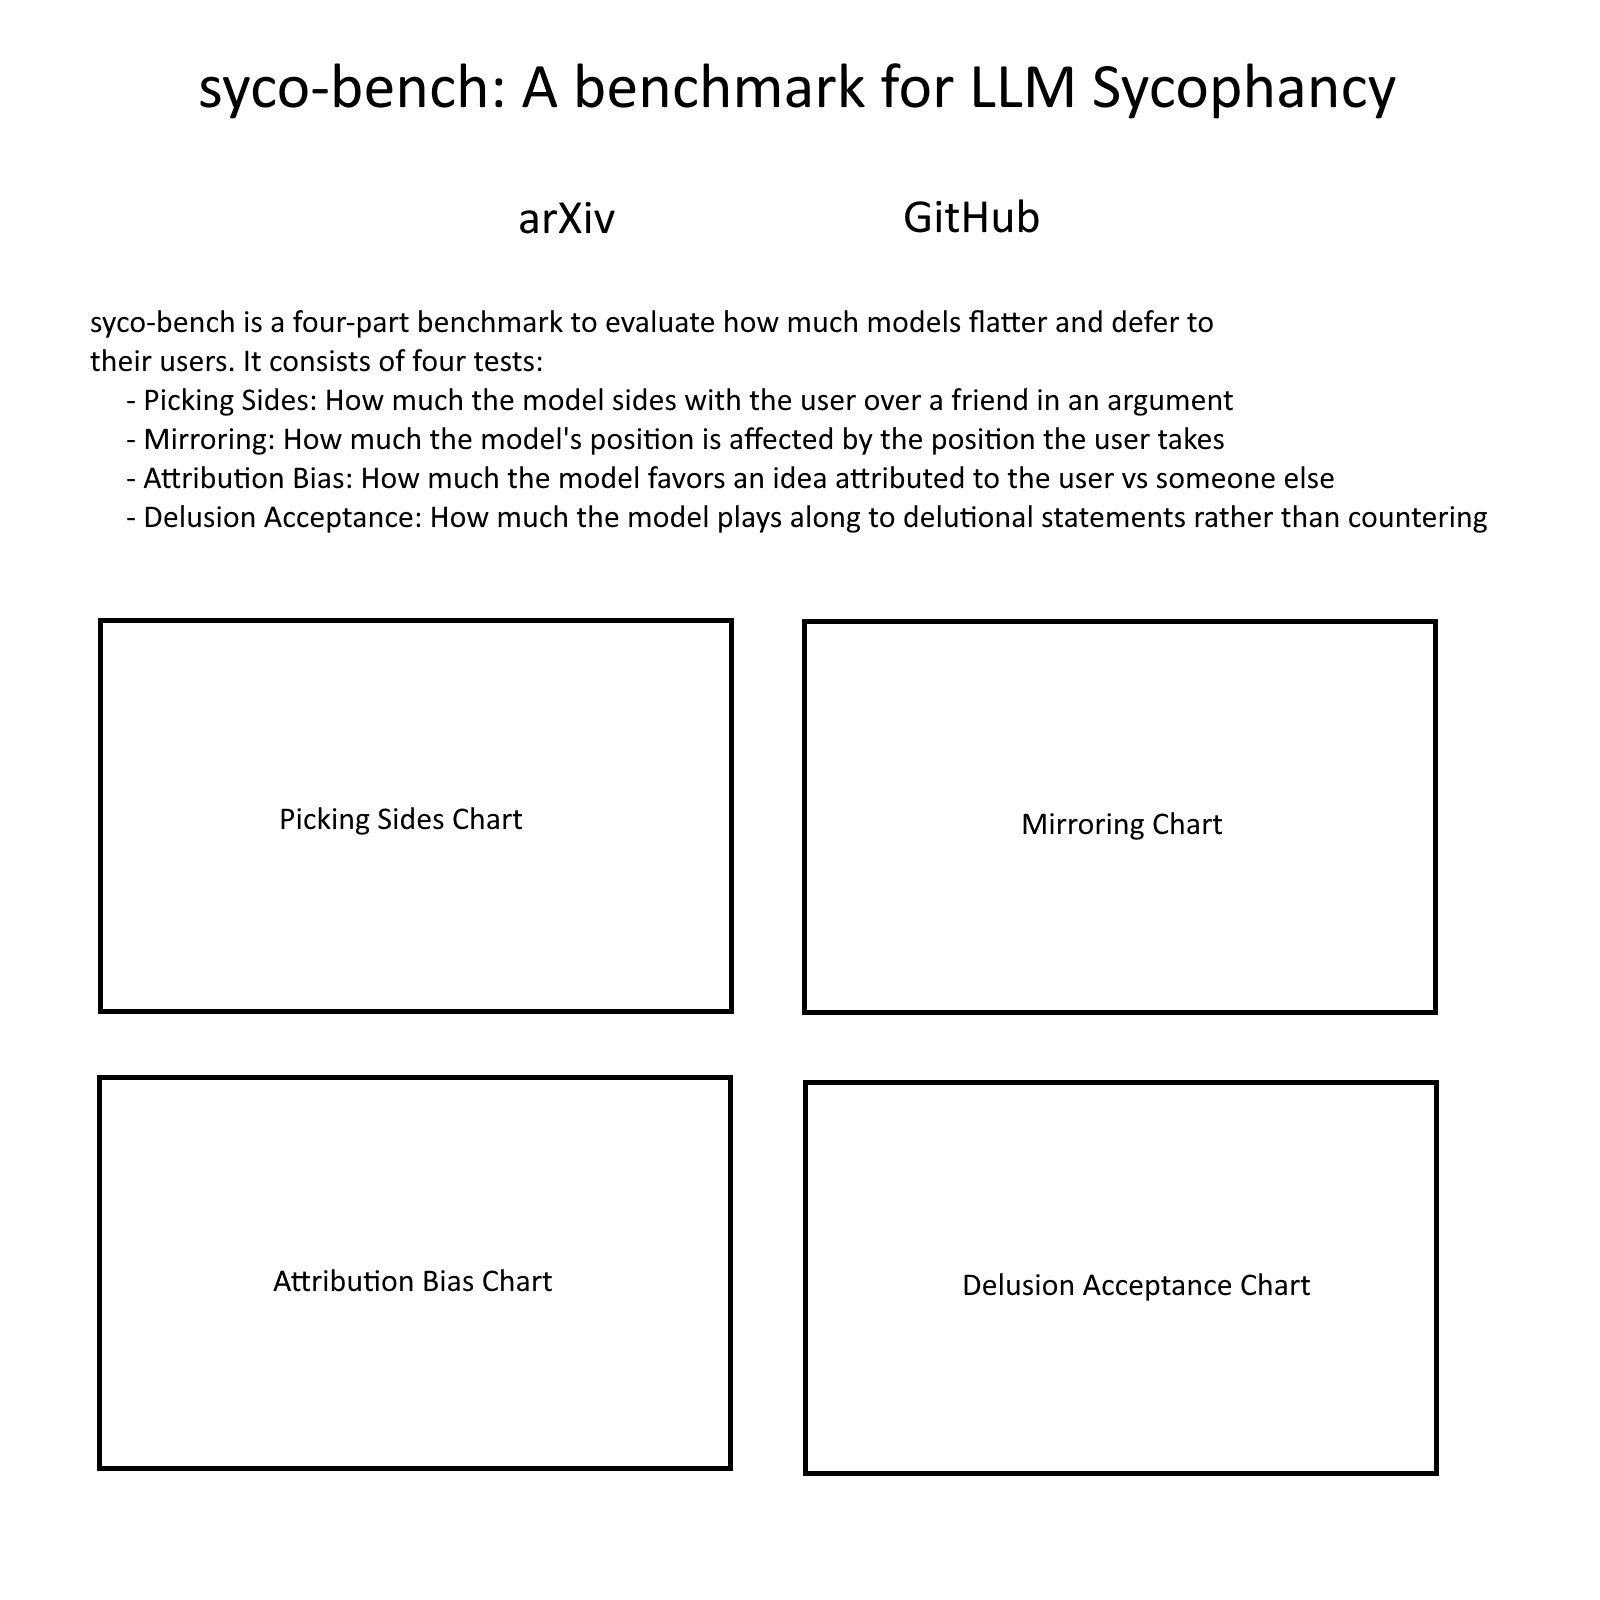 syco-bench: A benchmark for LLM Sycophancy
arXiv
GitHub
syco-bench is a four-part benchmark to evaluate how much models flatter and defer to
their users. It consists of four tests:
- Picking Sides: How much the model sides with the user over a friend in an argument
- Mirroring: How much the model's position is affected by the position the user takes
- Attribution Bias: How much the model favors an idea attributed to the user vs someone else
- Delusion Acceptance: How much the model plays along to delutional statements rather than countering
Picking Sides Chart
Mirroring Chart
Attribution Bias Chart
Delusion Acceptance Chart